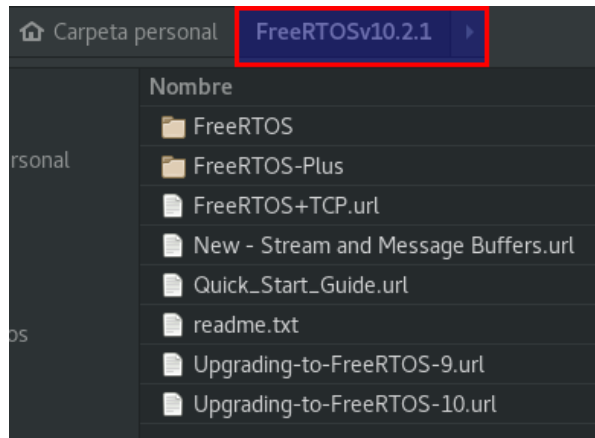 Carpeta personal FreeRTOSv10.2.1
Nombre
FreeRTOS
rsonal FreeRTOS-Plus
FreeRTOS+TCP.url
New - Stream and Message Buffers.url
Quick_Start_Guide.url
os readme.txt
Upgrading-to-FreeRTOS-9.url
Upgrading-to-FreeRTOS-10.url